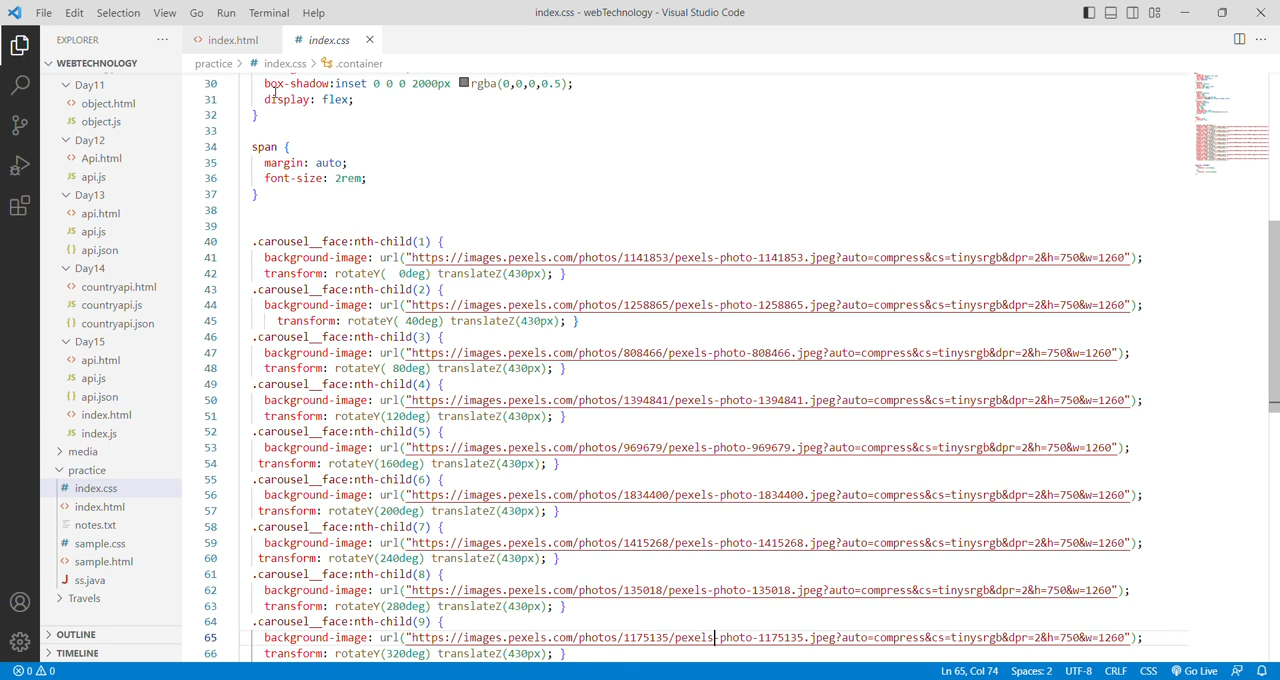 File Edit Selection View Go Run Terminal Help index.css - webTechnology - Visual Studio Code
EXPLORER ··· <> index.html # index.css
WEBTECHNOLOGY
practice > # index.css > .container
Day11
<> object.html
JS object.js
Day12
<> Api.html
JS api.js
Day13
<> api.html
JS api.js
{} api.json
Day14
<> countryapi.html
JS countryapi.js
{} countryapi.json
Day15
<> api.html
JS api.js
{} api.json
<> index.html
JS index.js
media
practice
# index.css
<> index.html
notes.txt
# sample.css
<> sample.html
J ss.java
Travels
OUTLINE
TIMELINE
30 box-shadow:inset 0 0 0 2000px rgba(0,0,0,0.5);
31 display: flex;
32 }
33
34 span {
35 margin: auto;
36 font-size: 2rem;
37 }
38
39
40 .carousel__face:nth-child(1) {
41 background-image: url("https://images.pexels.com/photos/1141853/pexels-photo-1141853.jpeg?auto=compress&cs=tinysrgb&dpr=2&h=750&w=1260");
42 transform: rotateY(  0deg) translateZ(430px); }
43 .carousel__face:nth-child(2) {
44 background-image: url("https://images.pexels.com/photos/1258865/pexels-photo-1258865.jpeg?auto=compress&cs=tinysrgb&dpr=2&h=750&w=1260");
45 transform: rotateY( 40deg) translateZ(430px); }
46 .carousel__face:nth-child(3) {
47 background-image: url("https://images.pexels.com/photos/808466/pexels-photo-808466.jpeg?auto=compress&cs=tinysrgb&dpr=2&h=750&w=1260");
48 transform: rotateY( 80deg) translateZ(430px); }
49 .carousel__face:nth-child(4) {
50 background-image: url("https://images.pexels.com/photos/1394841/pexels-photo-1394841.jpeg?auto=compress&cs=tinysrgb&dpr=2&h=750&w=1260");
51 transform: rotateY(120deg) translateZ(430px); }
52 .carousel__face:nth-child(5) {
53 background-image: url("https://images.pexels.com/photos/969679/pexels-photo-969679.jpeg?auto=compress&cs=tinysrgb&dpr=2&h=750&w=1260");
54 transform: rotateY(160deg) translateZ(430px); }
55 .carousel__face:nth-child(6) {
56 background-image: url("https://images.pexels.com/photos/1834400/pexels-photo-1834400.jpeg?auto=compress&cs=tinysrgb&dpr=2&h=750&w=1260");
57 transform: rotateY(200deg) translateZ(430px); }
58 .carousel__face:nth-child(7) {
59 background-image: url("https://images.pexels.com/photos/1415268/pexels-photo-1415268.jpeg?auto=compress&cs=tinysrgb&dpr=2&h=750&w=1260");
60 transform: rotateY(240deg) translateZ(430px); }
61 .carousel__face:nth-child(8) {
62 background-image: url("https://images.pexels.com/photos/135018/pexels-photo-135018.jpeg?auto=compress&cs=tinysrgb&dpr=2&h=750&w=1260");
63 transform: rotateY(280deg) translateZ(430px); }
64 .carousel__face:nth-child(9) {
65 background-image: url("https://images.pexels.com/photos/1175135/pexels-photo-1175135.jpeg?auto=compress&cs=tinysrgb&dpr=2&h=750&w=1260");
66 transform: rotateY(320deg) translateZ(430px); }
0 0 Ln 65, Col 74 Spaces: 2 UTF-8 CRLF CSS Go Live